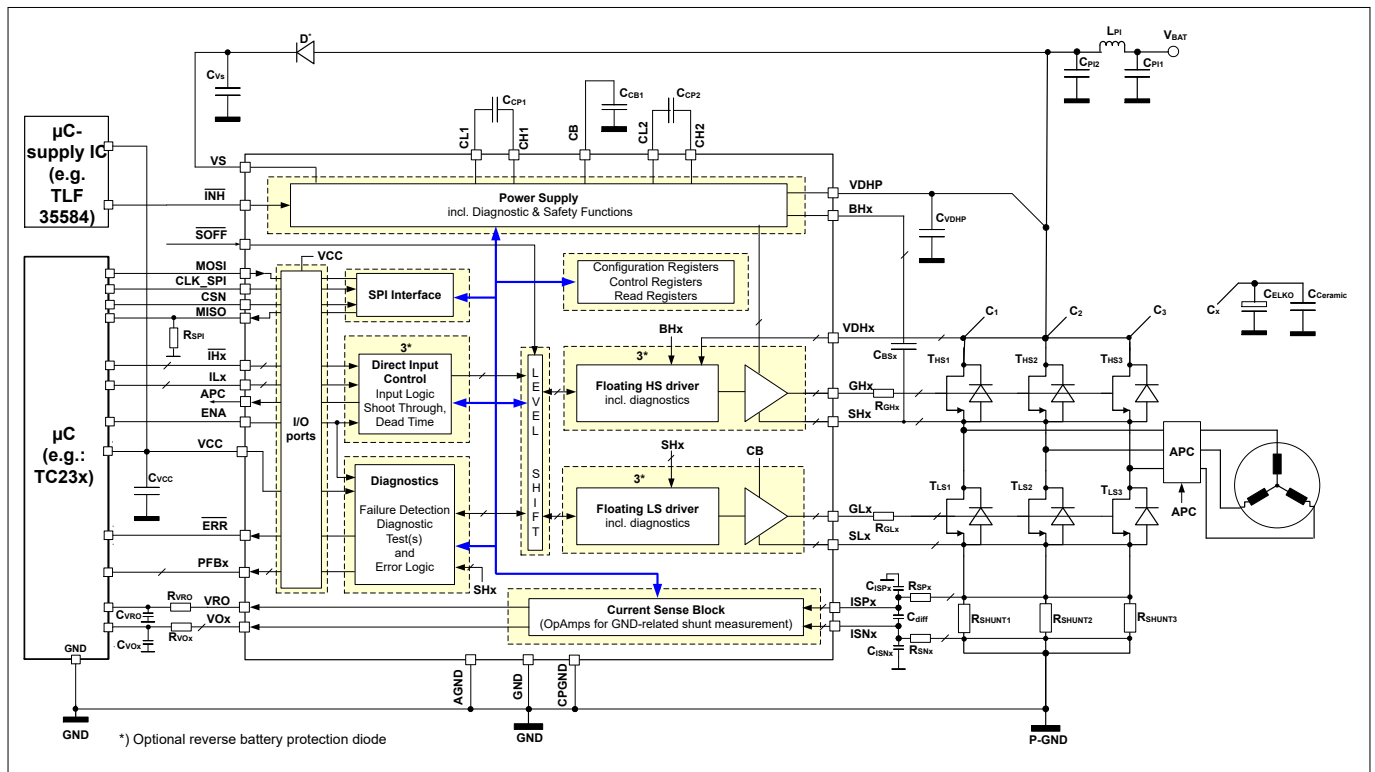 D*
LPI
VBAT
CVs
CPI2
CPI1
CCP1
CCB1
CCP2
µC-
supply IC
(e.g.
TLF
35584)
CL1
CH1
CB
CL2
CH2
VS
INH
Power Supply
incl. Diagnostic & Safety Functions
VDHP
BHx
CVDHP
SOFF
VCC
MOSI
CLK_SPI
CSN
MISO
RSPI
SPI Interface
Configuration Registers
Control Registers
Read Registers
Cx
CELKO
CCeramic
µC
(e.g.:
TC23x)
IHx
ILx
APC
ENA
VCC
CVCC
I/O
ports
3*
Direct Input
Control
Input Logic
Shoot Through,
Dead Time
LEVEL SHIFT
BHx
3*
Floating HS driver
incl. diagnostics
VDHx
CBSx
GHx
RGHx
SHx
C1
C2
C3
THS1
THS2
THS3
APC
APC
Diagnostics
Failure Detection
Diagnostic
Test(s)
and
Error Logic
SHx
SHx
3*
Floating LS driver
incl. diagnostics
CB
GLx
RGLx
SLx
TLS1
TLS2
TLS3
ERR
PFBx
VRO
VOx
RVRO
CVRO
RVOx
CVOx
Current Sense Block
(OpAmps for GND-related shunt measurement)
ISPx
ISNx
CISPx
RSPx
Cdiff
CISNx
RSNx
RSHUNT1
RSHUNT2
RSHUNT3
GND
AGND
GND
CPGND
GND
GND
P-GND
*) Optional reverse battery protection diode